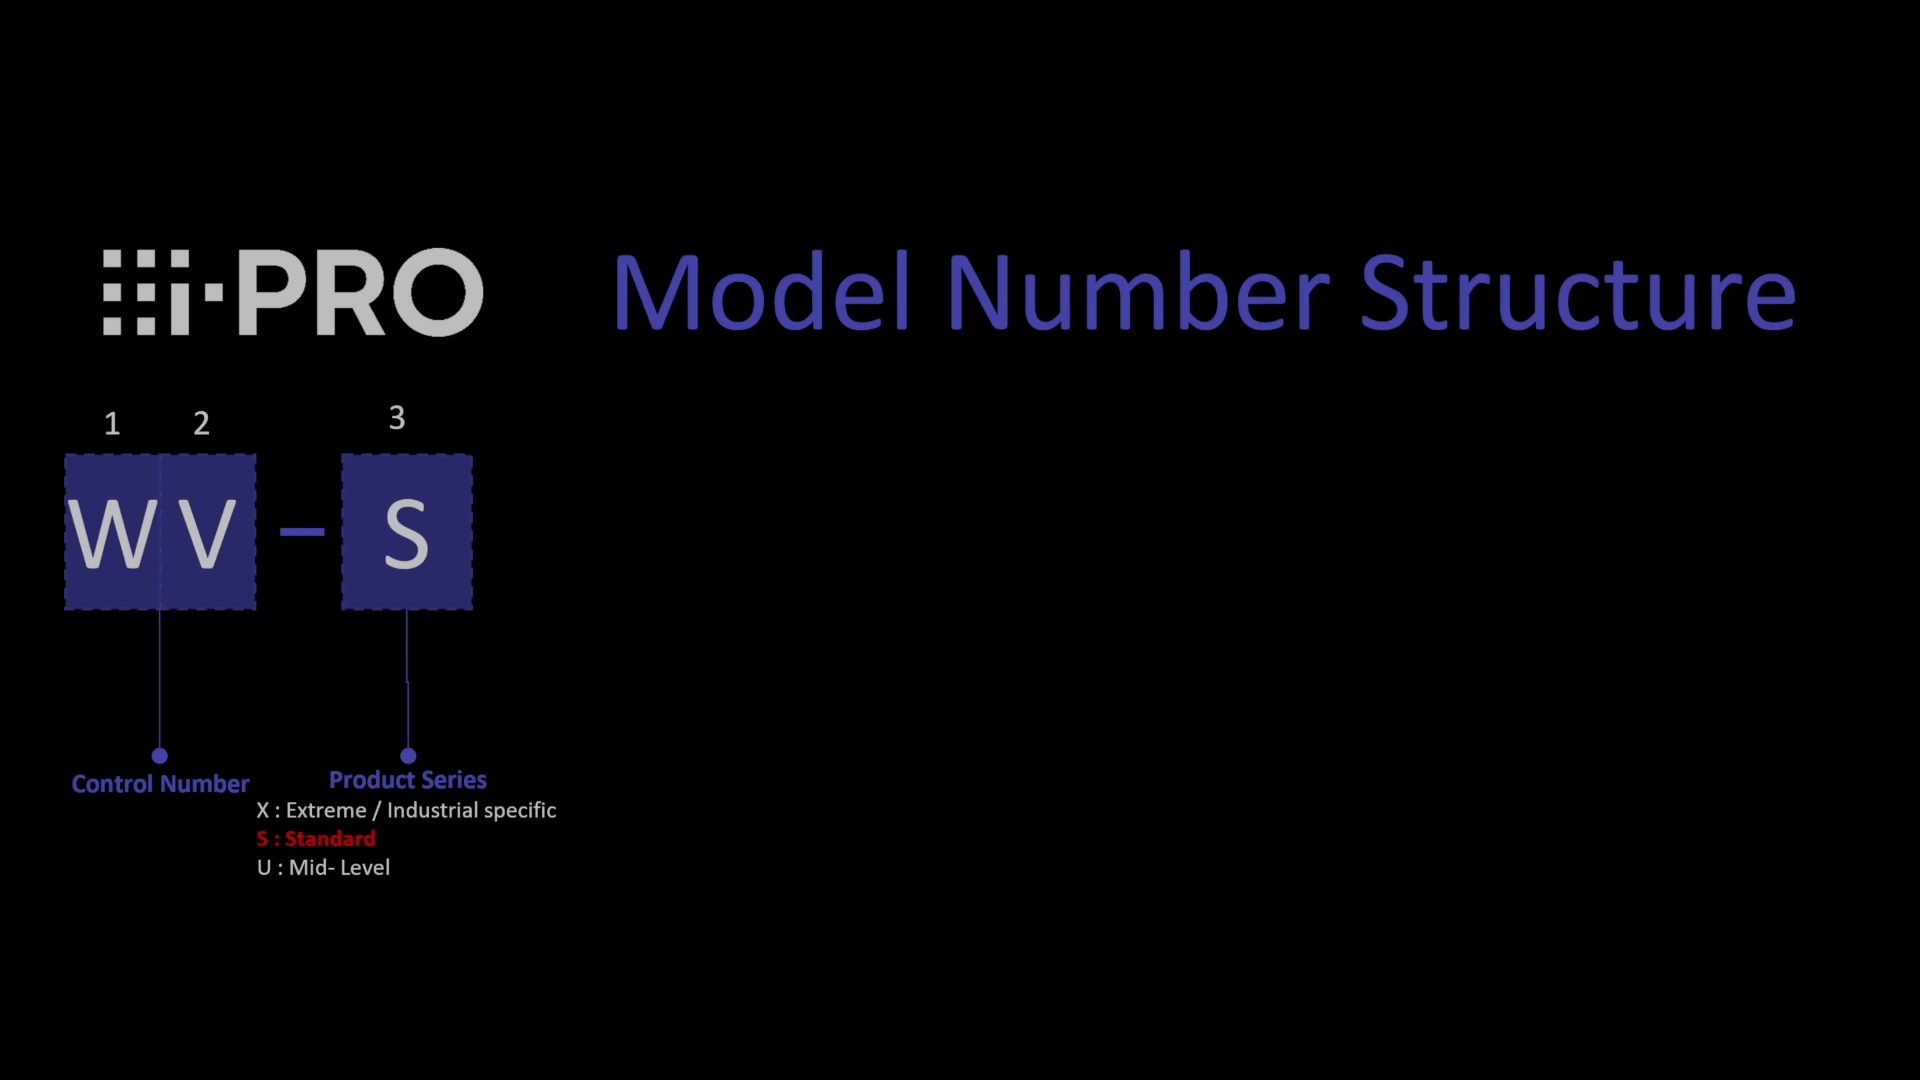 i-PRO Model Number Structure
1 2 3
WV - S
Control Number
Product Series
X : Extreme / Industrial specific
S : Standard
U : Mid- Level